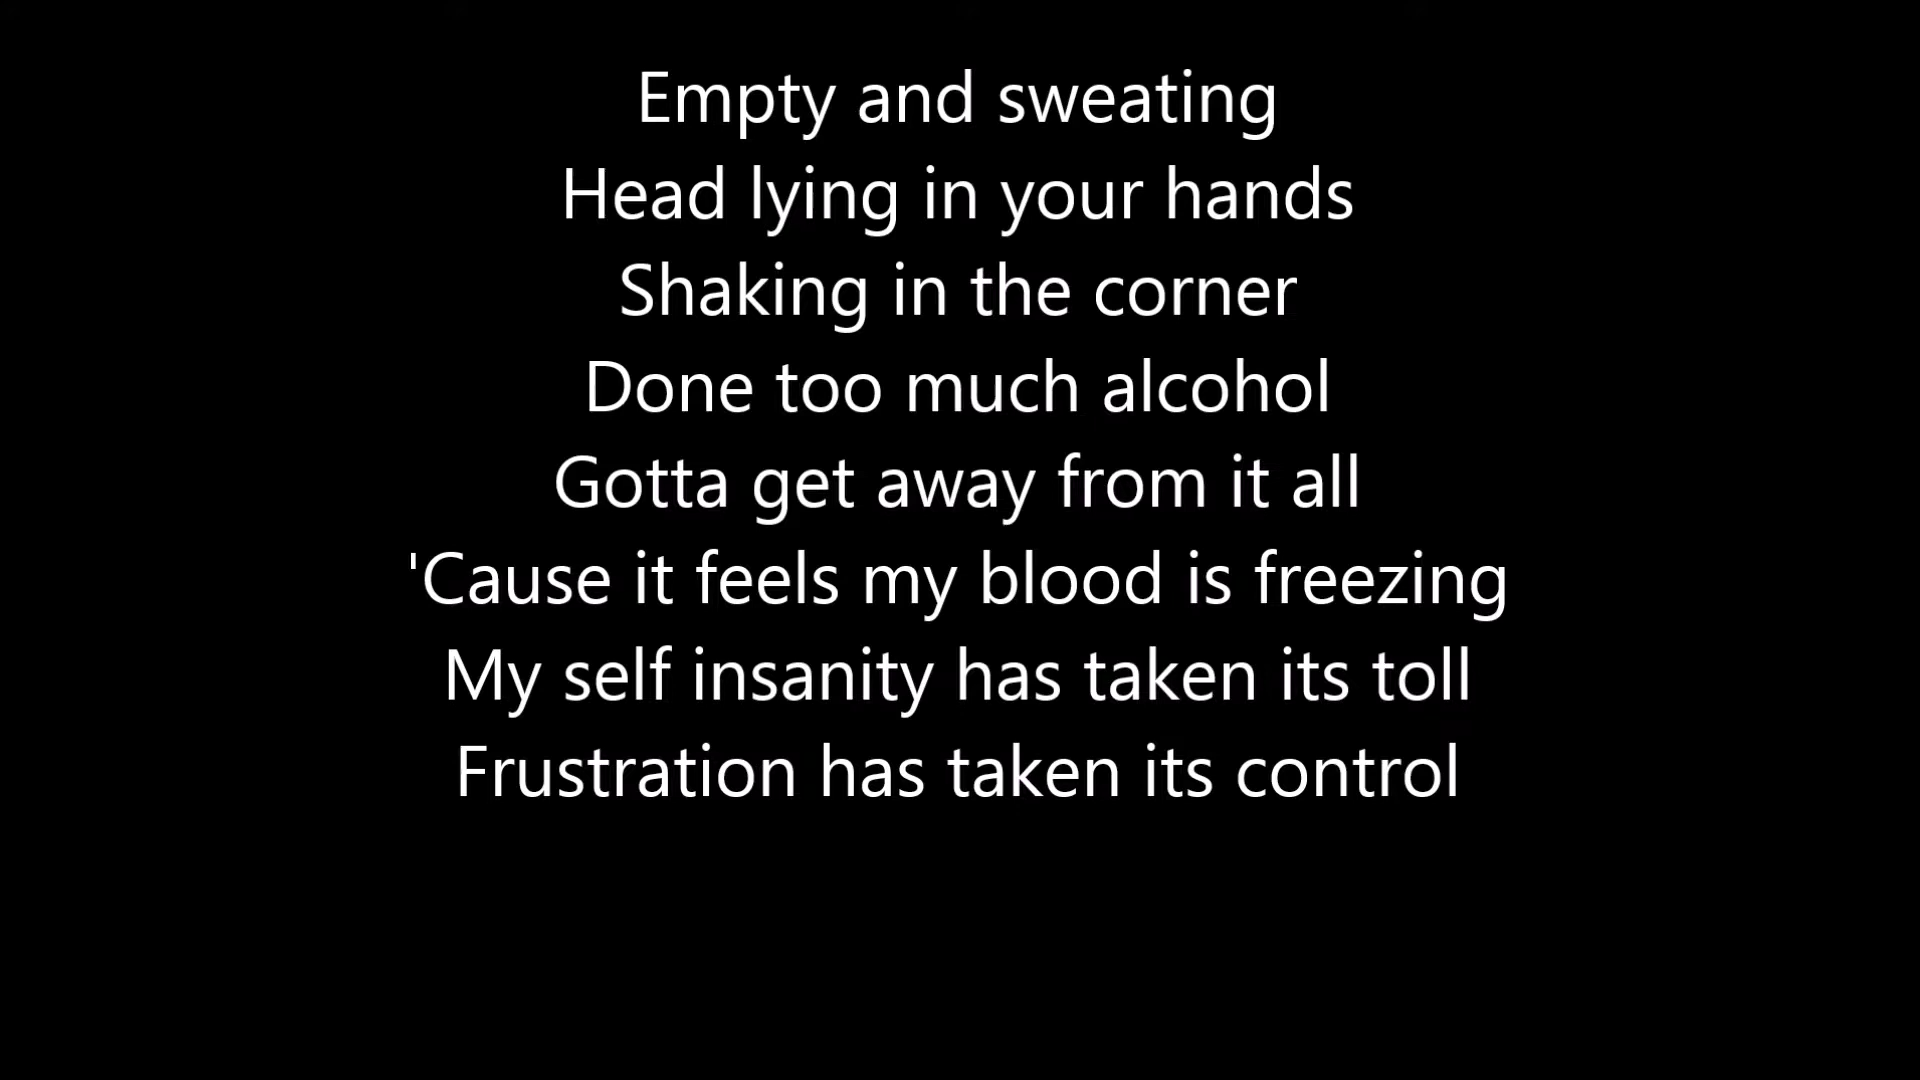 Empty and sweating
Head lying in your hands
Shaking in the corner
Done too much alcohol
Gotta get away from it all
'Cause it feels my blood is freezing
My self insanity has taken its toll
Frustration has taken its control